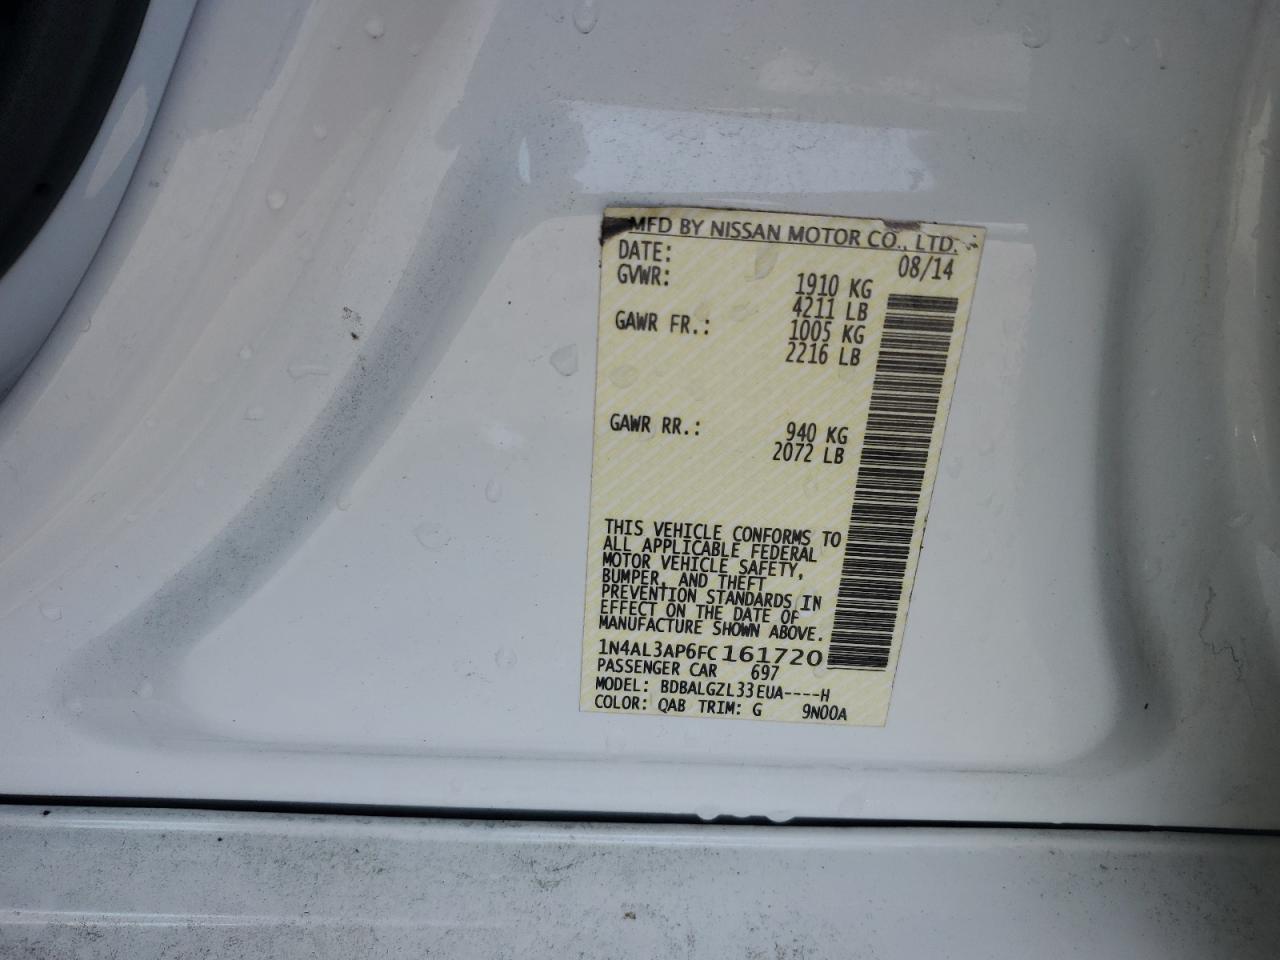 MFD BY NISSAN MOTOR CO., LTD.
DATE: 08/14
GVWR: 1910 KG
4211 LB
GAWR FR.: 1005 KG
2216 LB
GAWR RR.: 940 KG
2072 LB
THIS VEHICLE CONFORMS TO
ALL APPLICABLE FEDERAL
MOTOR VEHICLE SAFETY,
BUMPER, AND THEFT
PREVENTION STANDARDS IN
EFFECT ON THE DATE OF
MANUFACTURE SHOWN ABOVE.
1N4AL3AP6FC161720
PASSENGER CAR 697
MODEL: BDBALGZL33EUA----H
COLOR: QAB TRIM: G 9N00A